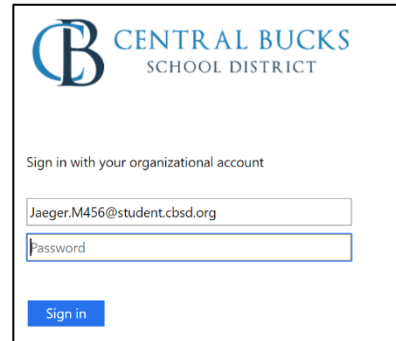 CB CENTRAL BUCKS
SCHOOL DISTRICT
Sign in with your organizational account
Jaeger.M456@student.cbsd.org
Password
Sign in